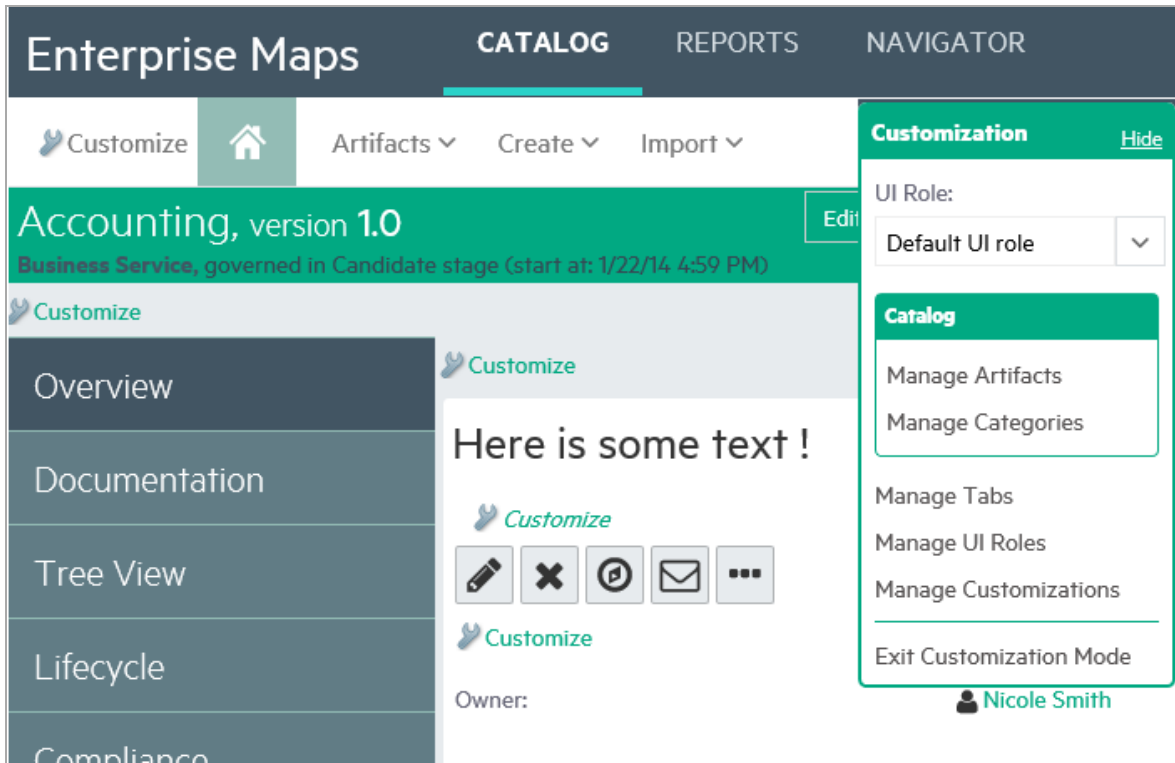 Enterprise Maps CATALOG REPORTS NAVIGATOR
Customize Artifacts Create Import
Accounting, version 1.0 Edit
Business Service, governed in Candidate stage (start at: 1/22/14 4:59 PM)
Customize
Overview
Documentation
Tree View
Lifecycle
Compliance
Customize
Here is some text !
Customize
Customize
Owner: Nicole Smith
Customization Hide
UI Role:
Default UI role
Catalog
Manage Artifacts
Manage Categories
Manage Tabs
Manage UI Roles
Manage Customizations
Exit Customization Mode